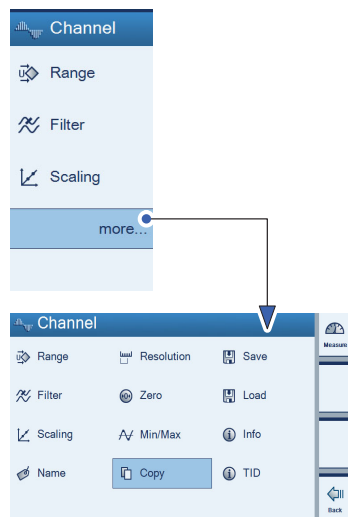 Channel
Range
Filter
Scaling
more...
Channel
Range Resolution Save
Measure
Filter Zero Load
Scaling Min/Max Info
Name Copy TID
Back